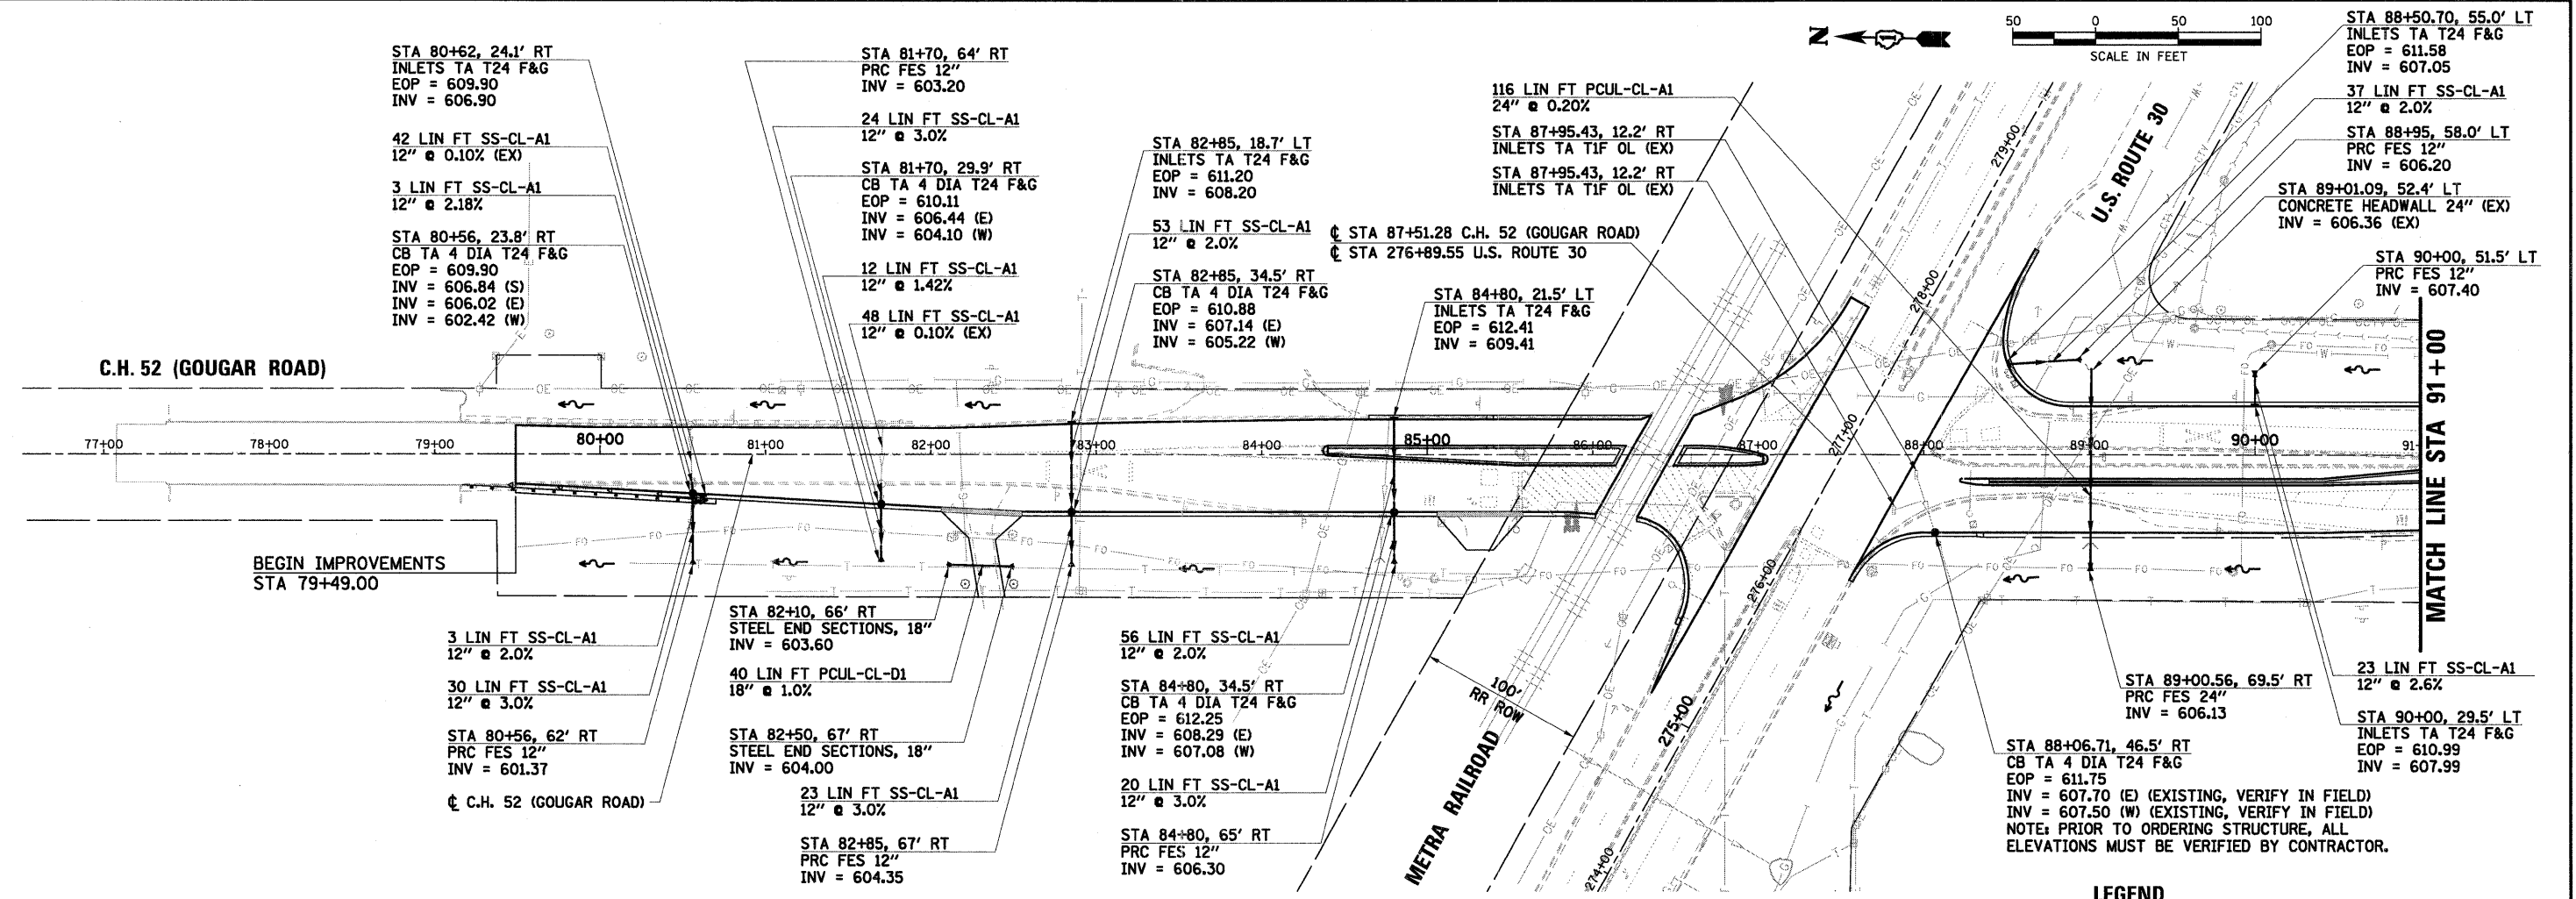 STA 80+62, 24.1' RT
INLETS TA T24 F&G
EOP = 609.90
INV = 606.90
42 LIN FT SS-CL-A1
12" @ 0.10% (EX)
3 LIN FT SS-CL-A1
12" @ 2.18%
STA 80+56, 23.8' RT
CB TA 4 DIA T24 F&G
EOP = 609.90
INV = 606.84 (S)
INV = 606.02 (E)
INV = 602.42 (W)
C.H. 52 (GOUGAR ROAD)
STA 81+70, 64' RT
PRC FES 12"
INV = 603.20
24 LIN FT SS-CL-A1
12" @ 3.0%
STA 81+70, 29.9' RT
CB TA 4 DIA T24 F&G
EOP = 610.11
INV = 606.44 (E)
INV = 604.10 (W)
12 LIN FT SS-CL-A1
12" @ 1.42%
48 LIN FT SS-CL-A1
12" @ 0.10% (EX)
STA 82+85, 18.7' LT
INLETS TA T24 F&G
EOP = 611.20
INV = 608.20
53 LIN FT SS-CL-A1
12" @ 2.0%
STA 82+85, 34.5' RT
CB TA 4 DIA T24 F&G
EOP = 610.88
INV = 607.14 (E)
INV = 605.22 (W)
116 LIN FT PCUL-CL-A1
24" @ 0.20%
STA 87+95.43, 12.2' RT
INLETS TA T1F OL (EX)
STA 87+95.43, 12.2' RT
INLETS TA T1F OL (EX)
℄ STA 87+51.28 C.H. 52 (GOUGAR ROAD)
℄ STA 276+89.55 U.S. ROUTE 30
STA 84+80, 21.5' LT
INLETS TA T24 F&G
EOP = 612.41
INV = 609.41
N
50 0 50 100
SCALE IN FEET
U.S. ROUTE 30
STA 88+50.70, 55.0' LT
INLETS TA T24 F&G
EOP = 611.58
INV = 607.05
37 LIN FT SS-CL-A1
12" @ 2.0%
STA 88+95, 58.0' LT
PRC FES 12"
INV = 606.20
STA 89+01.09, 52.4' LT
CONCRETE HEADWALL 24" (EX)
INV = 606.36 (EX)
STA 90+00, 51.5' LT
PRC FES 12"
INV = 607.40
77+00 78+00 79+00 80+00 81+00 82+00 83+00 84+00 85+00 86+00 87+00 88+00 89+00 90+00 91+
279+00
278+00
277+00
276+00
275+00
274+00
MATCH LINE STA 91+00
BEGIN IMPROVEMENTS
STA 79+49.00
3 LIN FT SS-CL-A1
12" @ 2.0%
30 LIN FT SS-CL-A1
12" @ 3.0%
STA 80+56, 62' RT
PRC FES 12"
INV = 601.37
℄ C.H. 52 (GOUGAR ROAD)
STA 82+10, 66' RT
STEEL END SECTIONS, 18"
INV = 603.60
40 LIN FT PCUL-CL-D1
18" @ 1.0%
STA 82+50, 67' RT
STEEL END SECTIONS, 18"
INV = 604.00
23 LIN FT SS-CL-A1
12" @ 3.0%
STA 82+85, 67' RT
PRC FES 12"
INV = 604.35
56 LIN FT SS-CL-A1
12" @ 2.0%
STA 84+80, 34.5' RT
CB TA 4 DIA T24 F&G
EOP = 612.25
INV = 608.29 (E)
INV = 607.08 (W)
20 LIN FT SS-CL-A1
12" @ 3.0%
STA 84+80, 65' RT
PRC FES 12"
INV = 606.30
100'
RR ROW
METRA RAILROAD
STA 89+00.56, 69.5' RT
PRC FES 24"
INV = 606.13
23 LIN FT SS-CL-A1
12" @ 2.6%
STA 90+00, 29.5' LT
INLETS TA T24 F&G
EOP = 610.99
INV = 607.99
STA 88+06.71, 46.5' RT
CB TA 4 DIA T24 F&G
EOP = 611.75
INV = 607.70 (E) (EXISTING, VERIFY IN FIELD)
INV = 607.50 (W) (EXISTING, VERIFY IN FIELD)
NOTE: PRIOR TO ORDERING STRUCTURE, ALL
ELEVATIONS MUST BE VERIFIED BY CONTRACTOR.
LEGEND